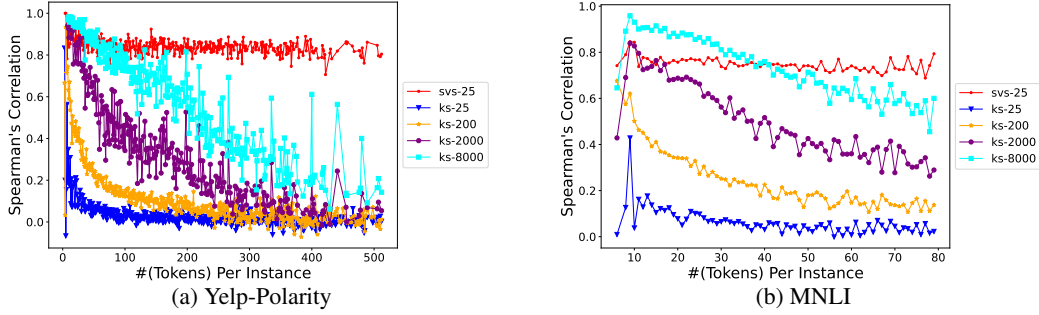 Spearman's Correlation
1.0
0.8
0.6
0.4
0.2
0.0
0
100
200
300
400
500
#(Tokens) Per Instance
svs-25
ks-25
ks-200
ks-2000
ks-8000
(a) Yelp-Polarity
Spearman's Correlation
1.0
0.8
0.6
0.4
0.2
0.0
10
20
30
40
50
60
70
80
#(Tokens) Per Instance
svs-25
ks-25
ks-200
ks-2000
ks-8000
(b) MNLI